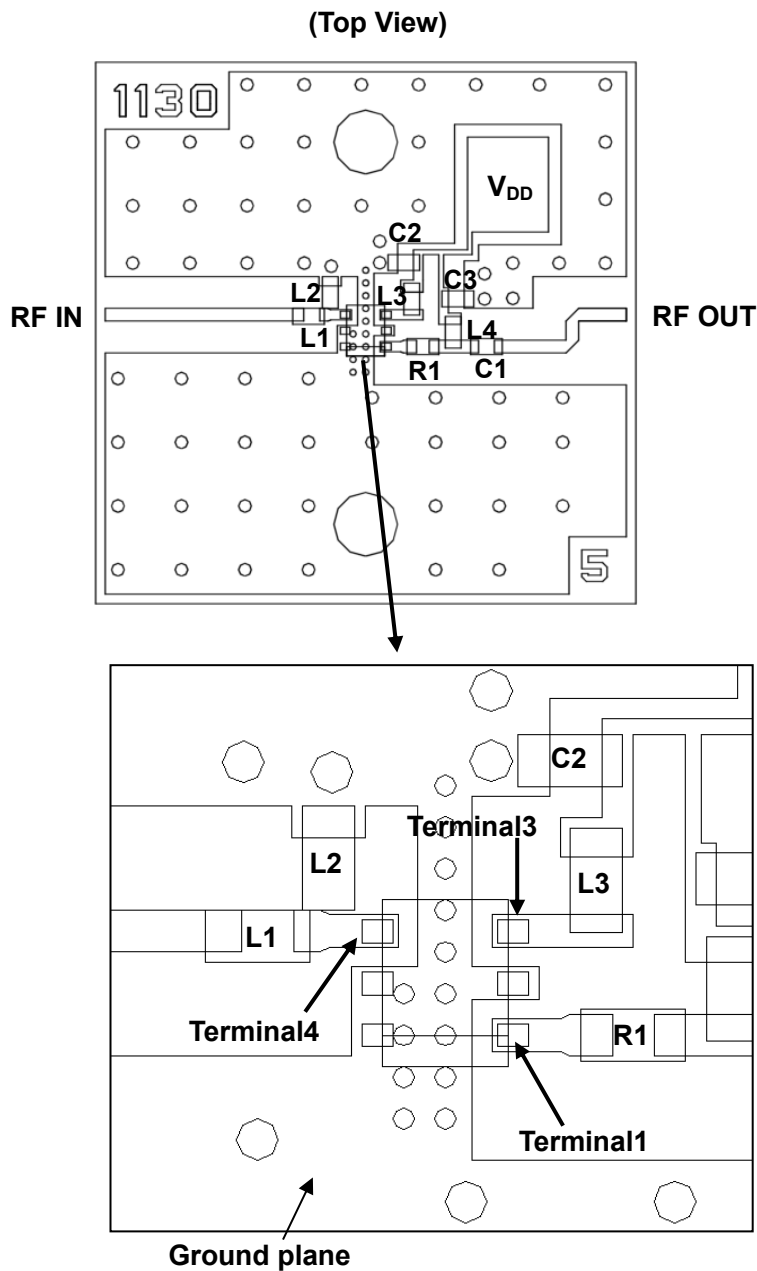 (Top View)
1130
V_DD
C2
L2
L3
C3
RF IN
RF OUT
L1
L4
R1
C1
5
C2
Terminal3
L2
L3
L1
Terminal4
R1
Terminal1
Ground plane